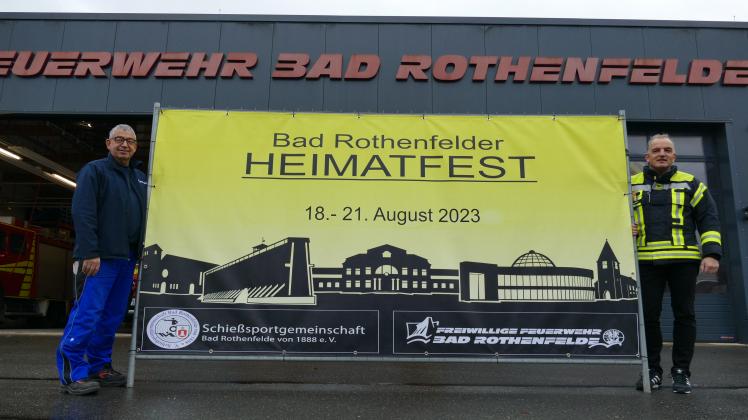 FEUERWEHR BAD ROTHENFELDE
Bad Rothenfelder
HEIMATFEST
18.- 21. August 2023
Schießsportgemeinschaft
Bad Rothenfelde von 1888 e. V.
FREIWILLIGE FEUERWEHR
BAD ROTHENFELDE